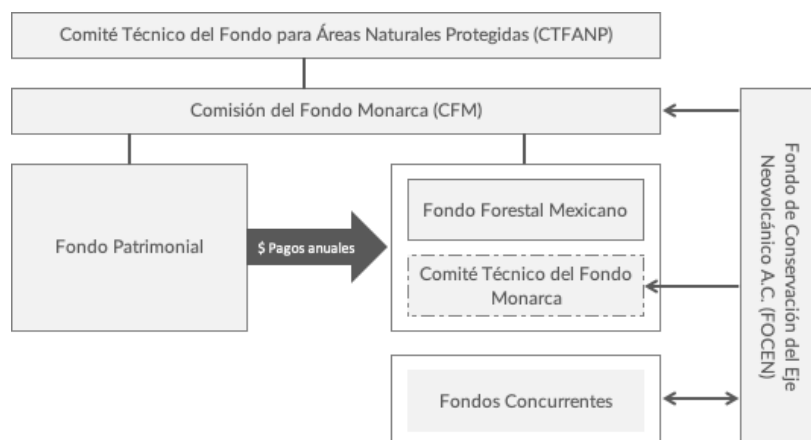 Comité Técnico del Fondo para Áreas Naturales Protegidas (CTFANP)
Comisión del Fondo Monarca (CFM)
Fondo Patrimonial
$ Pagos anuales
Fondo Forestal Mexicano
Comité Técnico del Fondo
Monarca
Fondos Concurrentes
Fondo de Conservación del Eje
Neovolcánico A.C. (FOCEN)